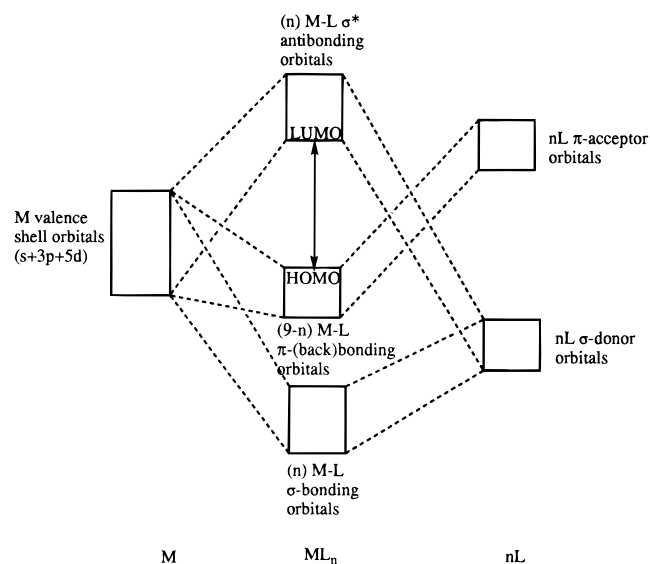 (n) M-L σ*
antibonding
orbitals
LUMO
nL π-acceptor
orbitals
M valence
shell orbitals
(s+3p+5d)
HOMO
(9-n) M-L
π-(back)bonding
orbitals
nL σ-donor
orbitals
(n) M-L
σ-bonding
orbitals
M
MLₙ
nL